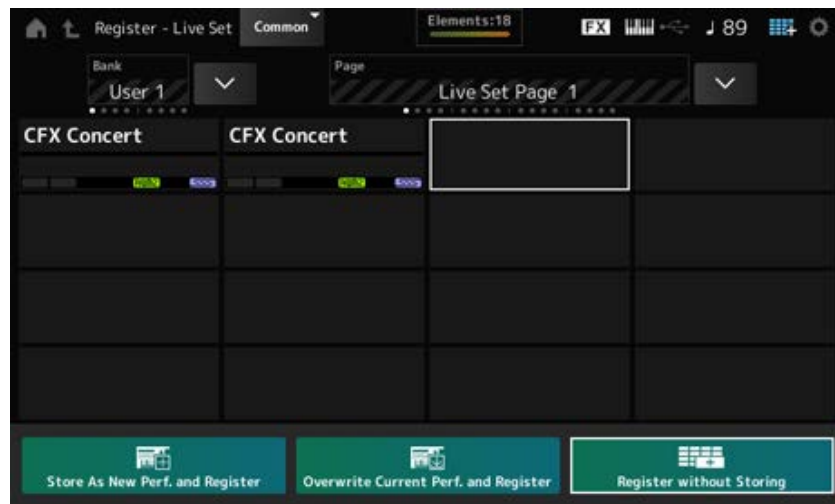 Register - Live Set
Common
Elements:18
FX
♩ 89
Bank
User 1
Page
Live Set Page 1
CFX Concert
CFX Concert
Store As New Perf. and Register
Overwrite Current Perf. and Register
Register without Storing